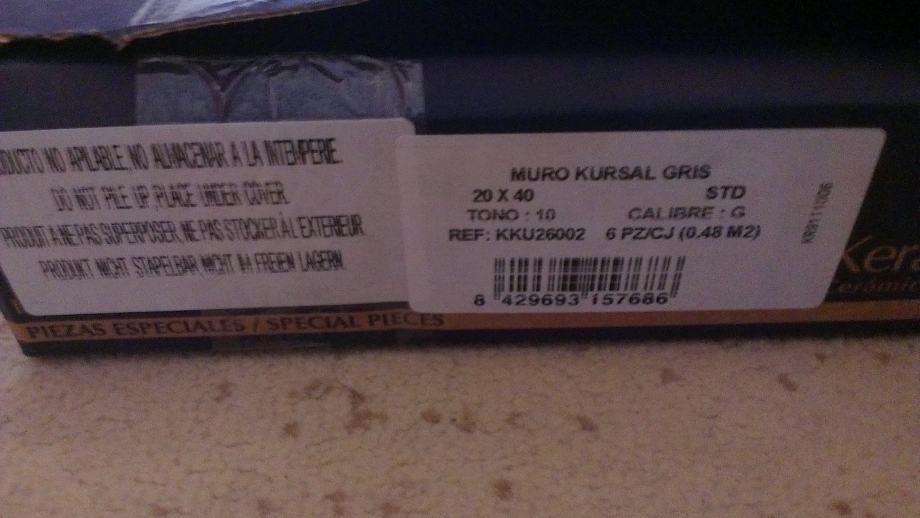 NO APILABLE, NO ALMACENAR A LA INTEMPERIE.
DO NOT PILE UP PLACE UNDER COVER.
PRODUIT A NE PAS SUPERPOSER, NE PAS STOCKER À L EXTERIEUR
PRODUKT NICHT STAPELBAR NICHT IM FREIEN LAGERN
MURO KURSAL GRIS
20 X 40 STD
TONO : 10 CALIBRE : G
REF: KKU26002 6 PZ/CJ (0.48 M2)
8 429693 157686
PIEZAS ESPECIALES / SPECIAL PIECES